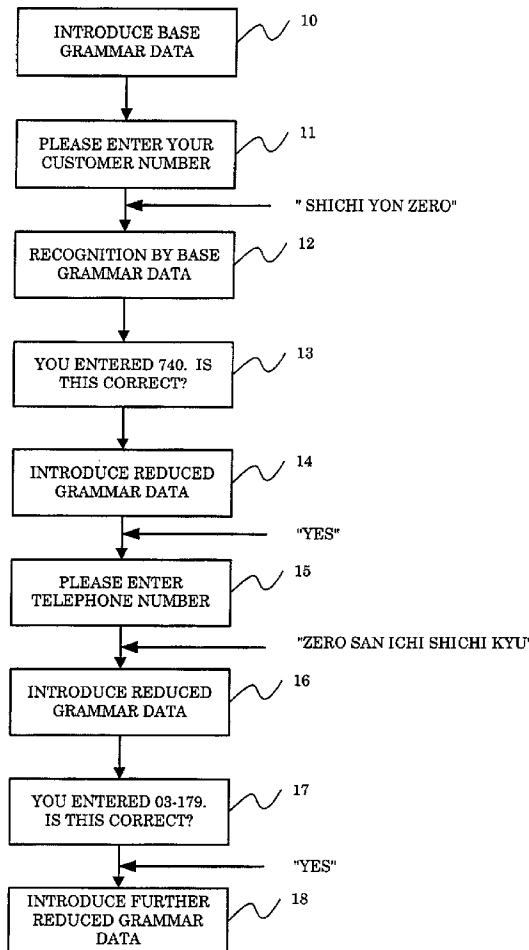 INTRODUCE BASE
GRAMMAR DATA
10
PLEASE ENTER YOUR
CUSTOMER NUMBER
11
" SHICHI YON ZERO"
RECOGNITION BY BASE
GRAMMAR DATA
12
YOU ENTERED 740. IS
THIS CORRECT?
13
INTRODUCE REDUCED
GRAMMAR DATA
14
"YES"
PLEASE ENTER
TELEPHONE NUMBER
15
"ZERO SAN ICHI SHICHI KYU"
INTRODUCE REDUCED
GRAMMAR DATA
16
YOU ENTERED 03-179.
IS THIS CORRECT?
17
"YES"
INTRODUCE FURTHER
REDUCED GRAMMAR
DATA
18